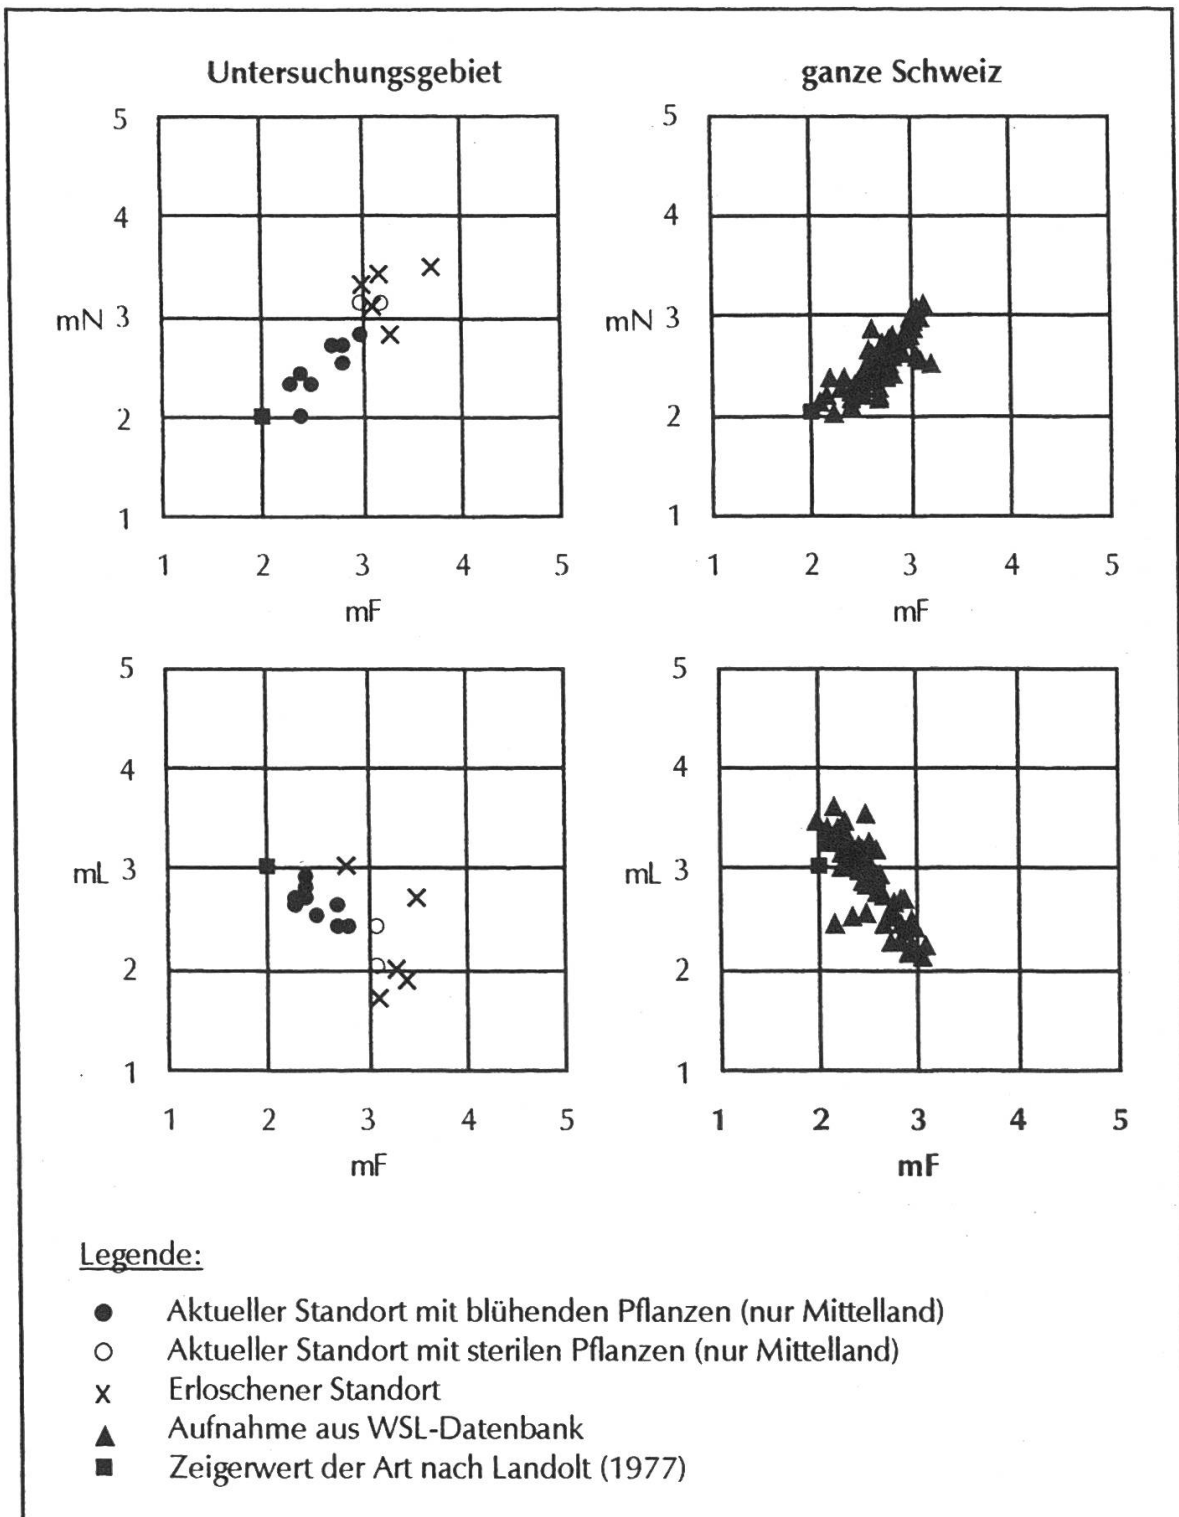 Untersuchungsgebiet
5
4
mN 3
2
1
1 2 3 4 5
mF
ganze Schweiz
5
4
mN 3
2
1
1 2 3 4 5
mF
5
4
mL 3
2
1
1 2 3 4 5
mF
5
4
mL 3
2
1
1 2 3 4 5
mF
Legende:
Aktueller Standort mit blühenden Pflanzen (nur Mittelland)
Aktueller Standort mit sterilen Pflanzen (nur Mittelland)
Erloschener Standort
Aufnahme aus WSL-Datenbank
Zeigerwert der Art nach Landolt (1977)